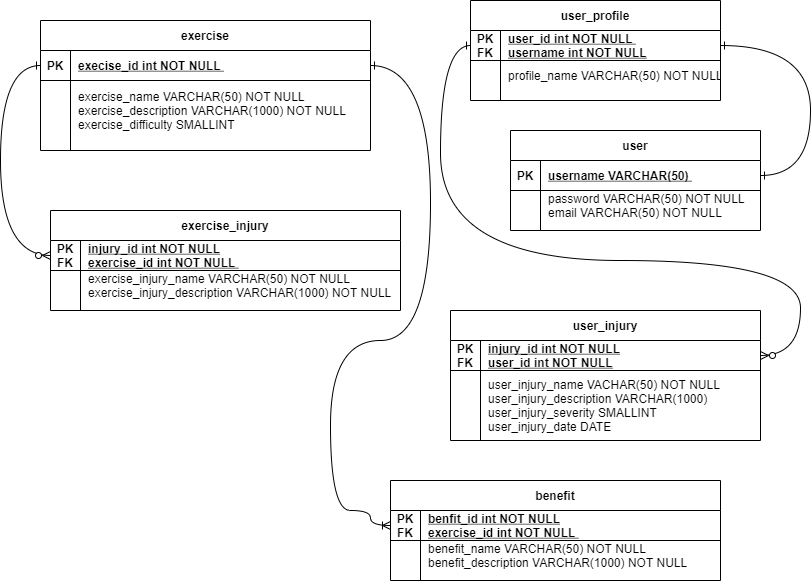 exercise
PK execise_id int NOT NULL
exercise_name VARCHAR(50) NOT NULL
exercise_description VARCHAR(1000) NOT NULL
exercise_difficulty SMALLINT
user_profile
PK user_id int NOT NULL
FK username int NOT NULL
profile_name VARCHAR(50) NULL
user
PK username VARCHAR(50)
password VARCHAR(50) NOT NULL
email VARCHAR(50) NOT NULL
exercise_injury
PK injury_id int NOT NULL
FK exercise_id int NOT NULL
exercise_injury_name VARCHAR(50) NOT NULL
exercise_injury_description VARCHAR(1000) NOT NULL
user_injury
PK injury_id int NOT NULL
FK user_id int NOT NULL
user_injury_name VACHAR(50) NOT NULL
user_injury_description VARCHAR(1000)
user_injury_severity SMALLINT
user_injury_date DATE
benefit
PK benfit_id int NOT NULL
FK exercise_id int NOT NULL
benefit_name VARCHAR(50) NOT NULL
benefit_description VARCHAR(1000) NOT NULL